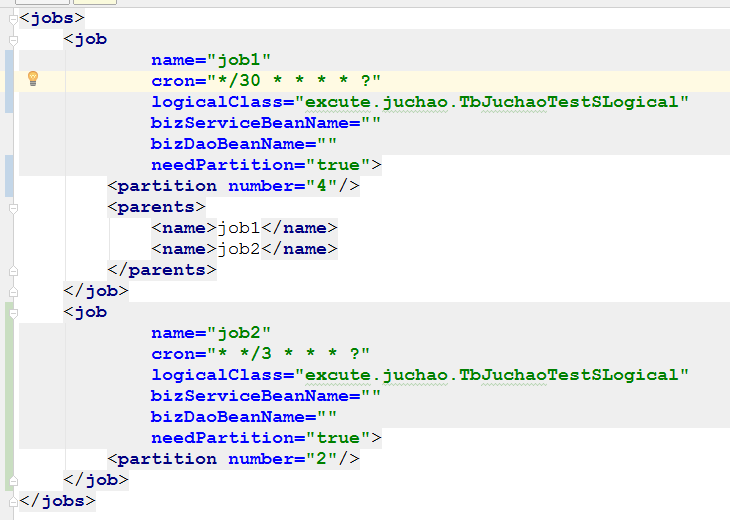 <jobs>
<job
name="job1"
cron="*/30 * * * * ?"
logicalClass="excute.juchao.TbJuchaoTestSLogical"
bizServiceBeanName=""
bizDaoBeanName=""
needPartition="true">
<partition number="4"/>
<parents>
<name>job1</name>
<name>job2</name>
</parents>
</job>
<job
name="job2"
cron="* */3 * * * ?"
logicalClass="excute.juchao.TbJuchaoTestSLogical"
bizServiceBeanName=""
bizDaoBeanName=""
needPartition="true">
<partition number="2"/>
</job>
</jobs>